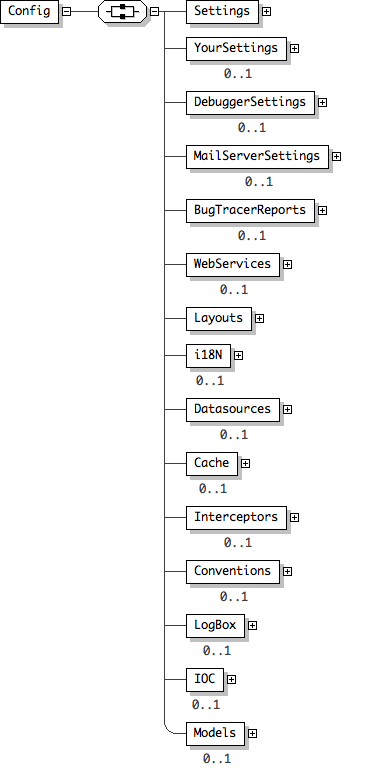 Config Settings
YourSettings
0..1
DebuggerSettings
0..1
MailServerSettings
0..1
BugTracerReports
0..1
WebServices
0..1
Layouts
i18N
0..1
Datasources
0..1
Cache
0..1
Interceptors
0..1
Conventions
0..1
LogBox
0..1
IOC
0..1
Models
0..1